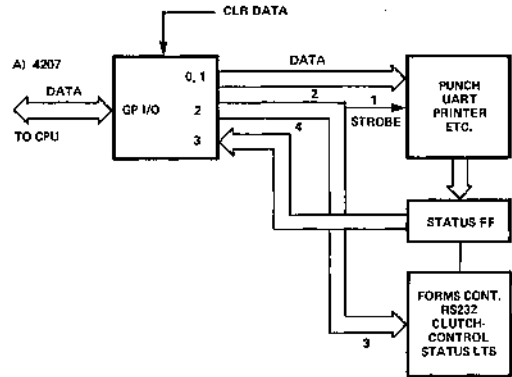 CLR DATA
A) 4207
DATA
TO CPU
GP I/O
0, 1
2
3
DATA
2
4
1
STROBE
PUNCH
UART
PRINTER
ETC.
STATUS FF
FORMS CONT.
RS232
CLUTCH-
CONTROL
STATUS LTS
3